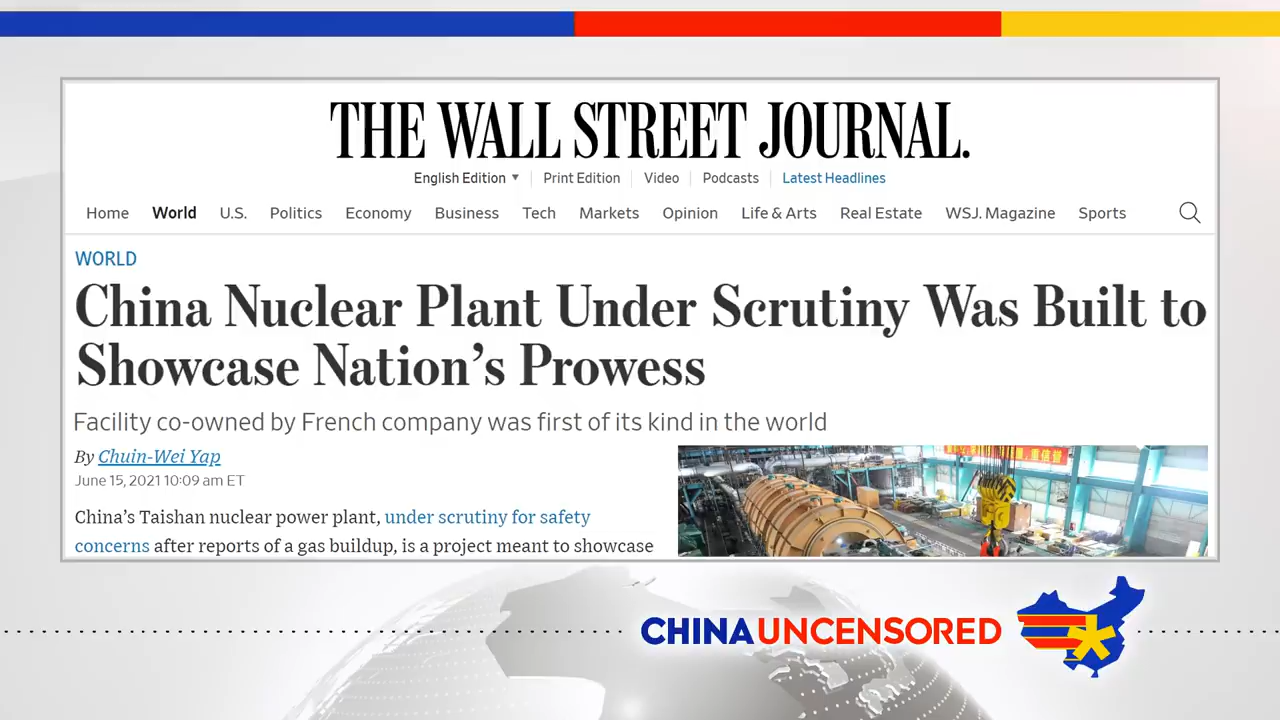 THE WALL STREET JOURNAL.
English Edition ▼ Print Edition Video Podcasts Latest Headlines
Home World U.S. Politics Economy Business Tech Markets Opinion Life & Arts Real Estate WSJ. Magazine Sports
WORLD
China Nuclear Plant Under Scrutiny Was Built to
Showcase Nation’s Prowess
Facility co-owned by French company was first of its kind in the world
By Chuin-Wei Yap
June 15, 2021 10:09 am ET
China’s Taishan nuclear power plant, under scrutiny for safety
concerns after reports of a gas buildup, is a project meant to showcase
CHINA UNCENSORED